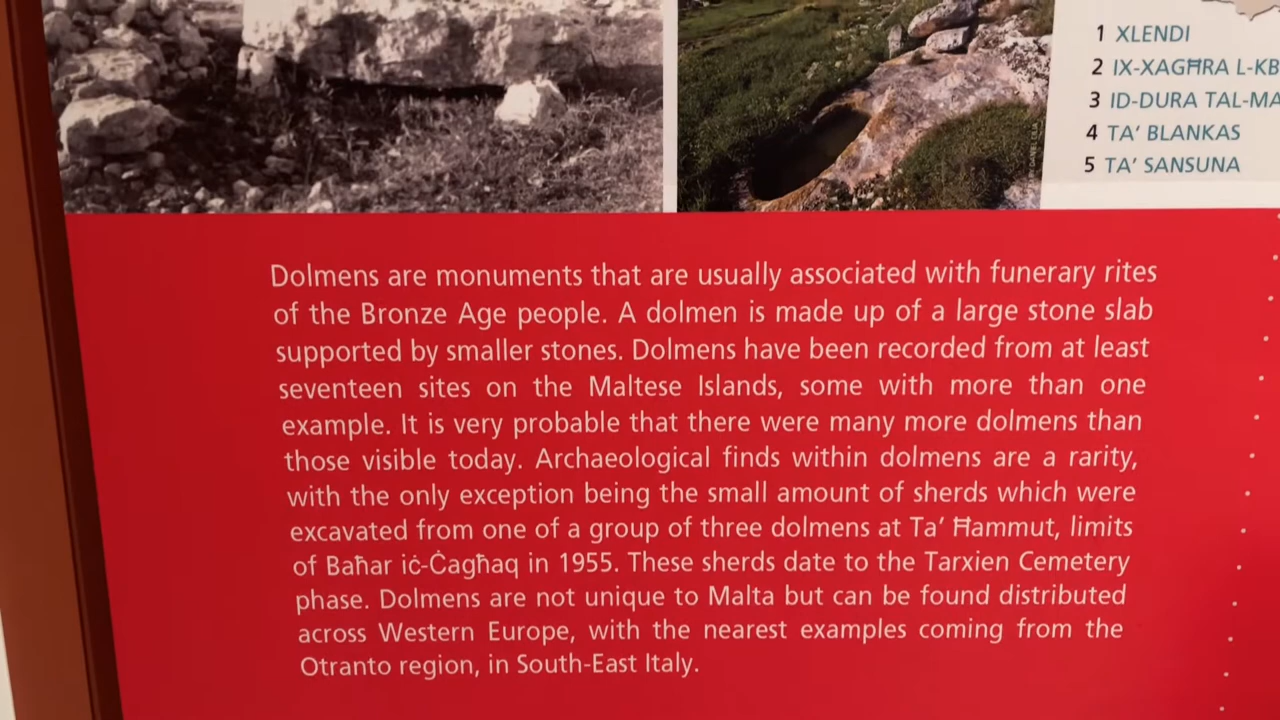 1 XLENDI
2 IX-XAGĦRA L-KB
3 ID-DURA TAL-MA
4 TA' BLANKAS
5 TA' SANSUNA
Dolmens are monuments that are usually associated with funerary rites
of the Bronze Age people. A dolmen is made up of a large stone slab
supported by smaller stones. Dolmens have been recorded from at least
seventeen sites on the Maltese Islands, some with more than one
example. It is very probable that there were many more dolmens than
those visible today. Archaeological finds within dolmens are a rarity,
with the only exception being the small amount of sherds which were
excavated from one of a group of three dolmens at Ta' Ħammut, limits
of Baħar iċ-Ċagħaq in 1955. These sherds date to the Tarxien Cemetery
phase. Dolmens are not unique to Malta but can be found distributed
across Western Europe, with the nearest examples coming from the
Otranto region, in South-East Italy.